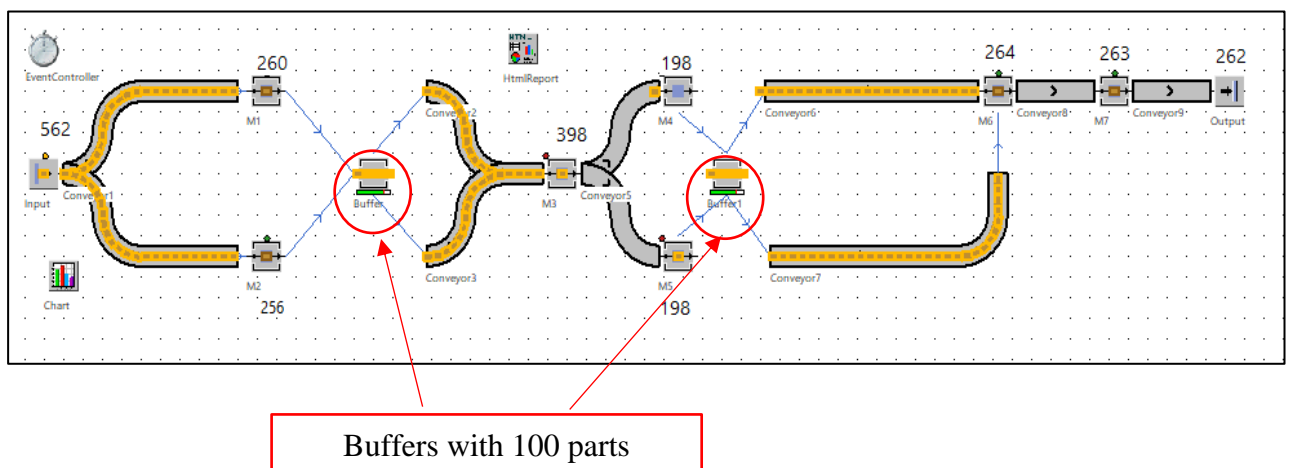 EventController
HtmlReport
260
198
264
263
262
M1
Conveyor2
M4
Conveyor6
M6
Conveyor8
M7
Conveyor9
Output
562
398
Input
Conveyor1
Buffer
M3
Conveyor5
Buffer1
M2
Conveyor3
M5
Conveyor7
Chart
256
198
Buffers with 100 parts